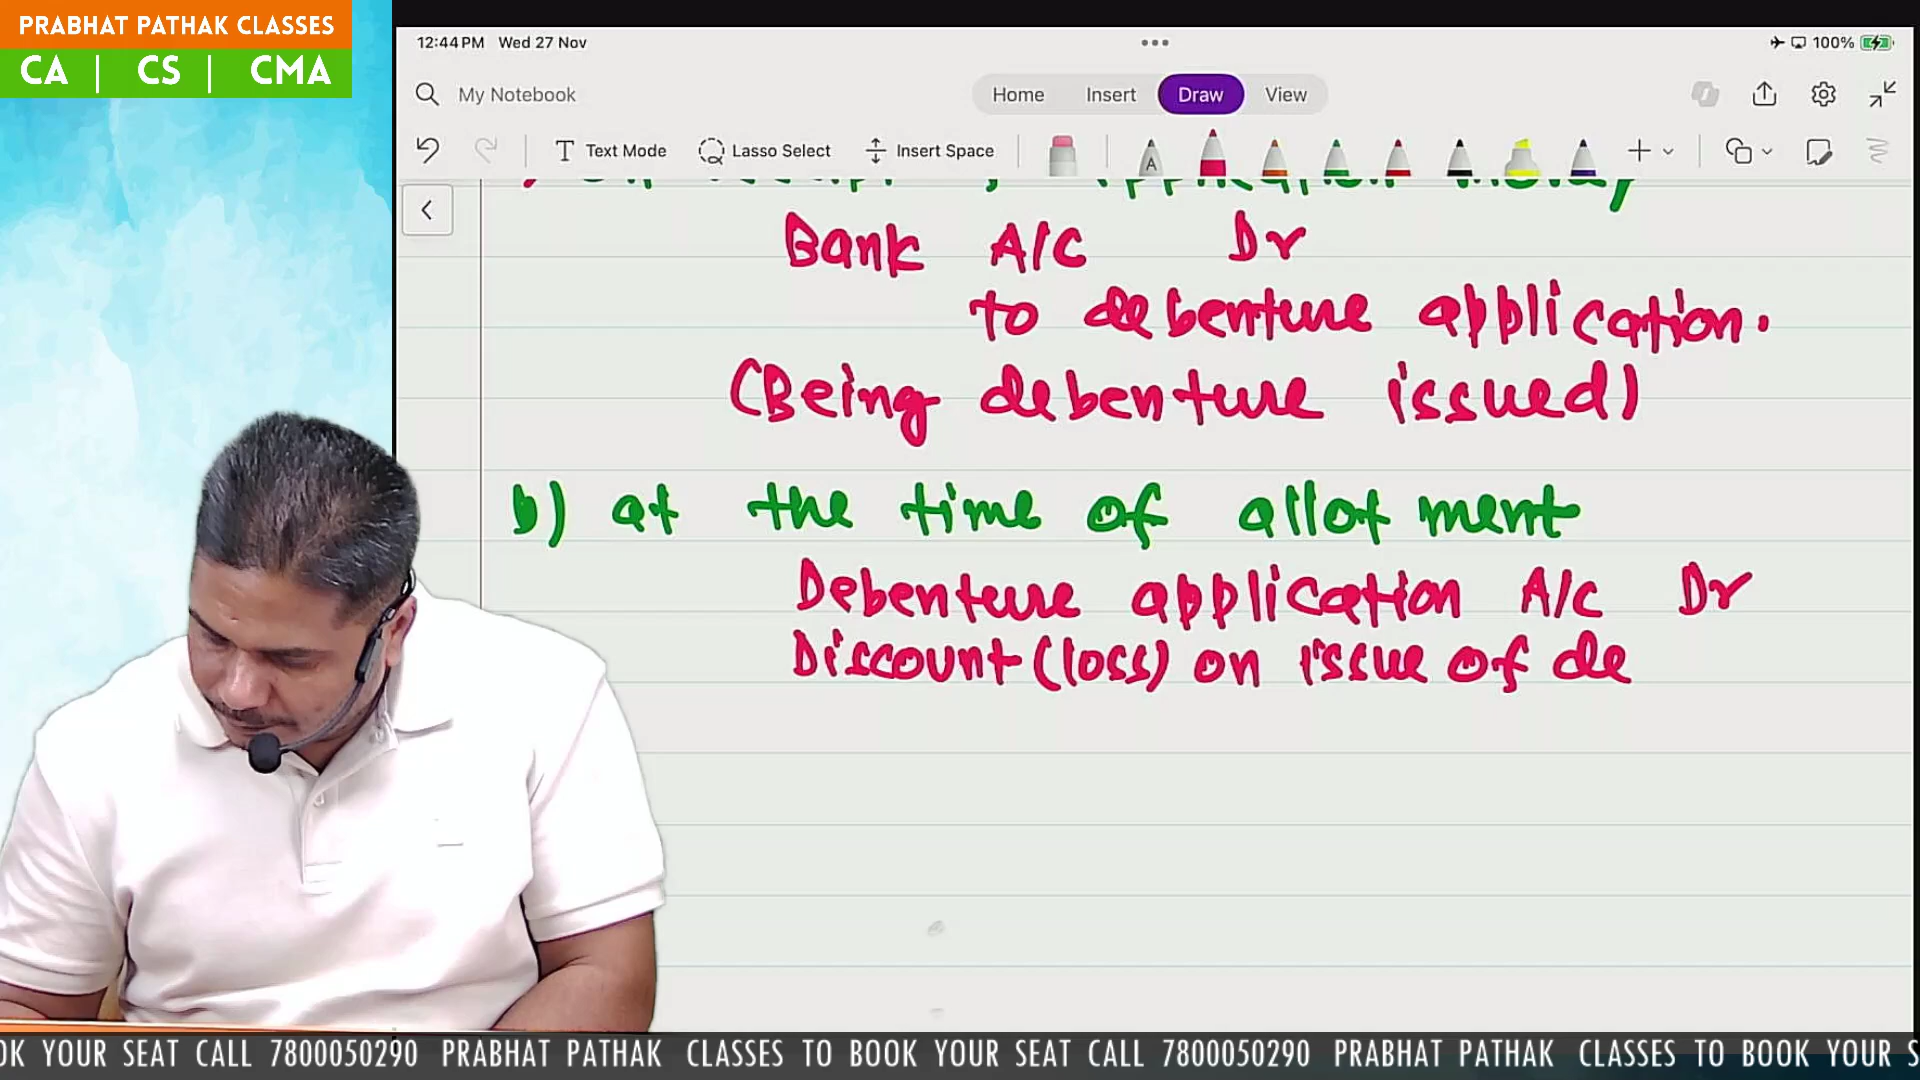 PRABHAT PATHAK CLASSES
CA | CS | CMA
12:44 PM Wed 27 Nov
100%
My Notebook
Home Insert Draw View
Text Mode Lasso Select Insert Space
A
application money
Bank A/C Dr
to debenture application.
(Being debenture issued)
b) at the time of allotment
Debenture application A/c Dr
Discount (loss) on issue of de
OK YOUR SEAT CALL 7800050290 PRABHAT PATHAK CLASSES TO BOOK YOUR SEAT CALL 7800050290 PRABHAT PATHAK CLASSES TO BOOK YOUR S